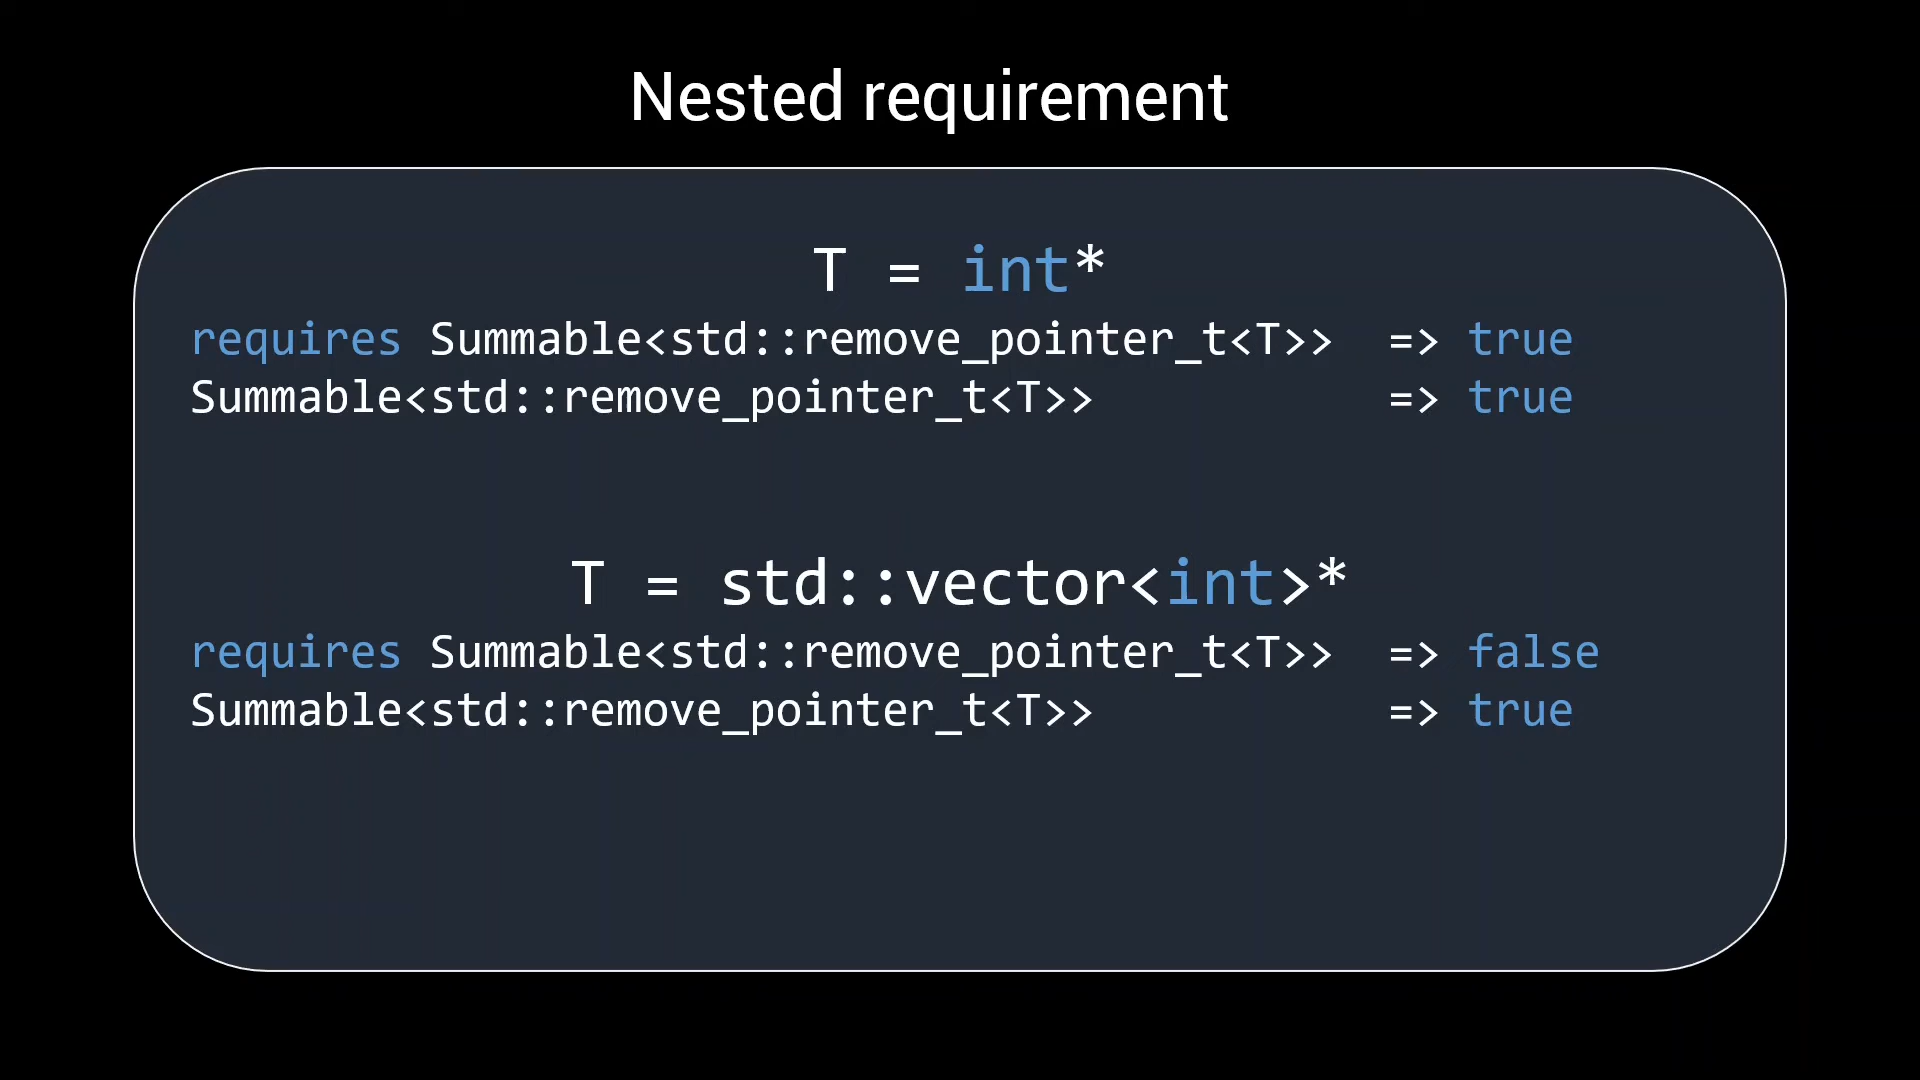 Nested requirement
T = int*
requires Summable<std::remove_pointer_t<T>> => true
Summable<std::remove_pointer_t<T>> => true
T = std::vector<int>*
requires Summable<std::remove_pointer_t<T>> => false
Summable<std::remove_pointer_t<T>> => true